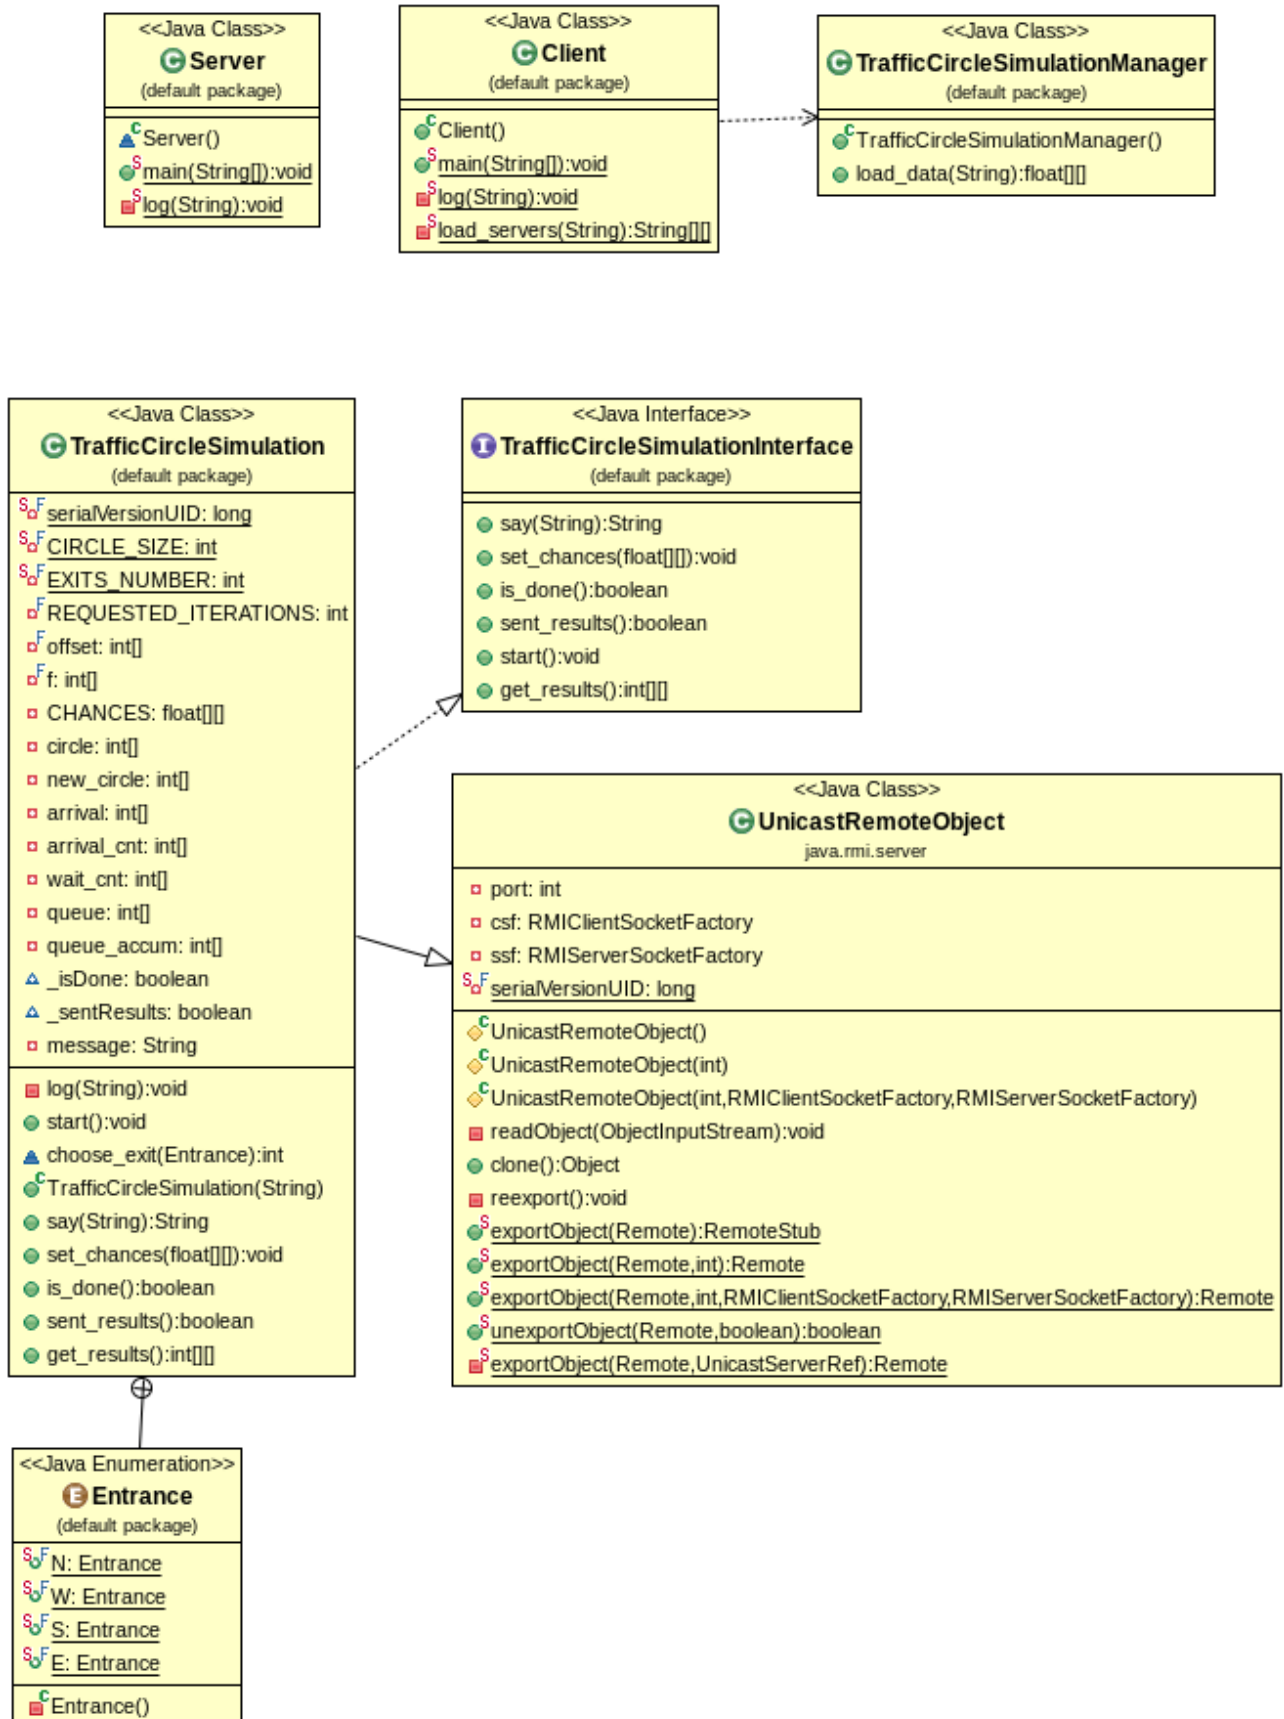 <<Java Class>>
Server
(default package)
Server()
main(String[]):void
log(String):void
<<Java Class>>
Client
(default package)
Client()
main(String[]):void
log(String):void
load_servers(String):String[][]
<<Java Class>>
TrafficCircleSimulationManager
(default package)
TrafficCircleSimulationManager()
load_data(String):float[][]
<<Java Class>>
TrafficCircleSimulation
(default package)
serialVersionUID: long
CIRCLE_SIZE: int
EXITS_NUMBER: int
REQUESTED_ITERATIONS: int
offset: int[]
f: int[]
CHANCES: float[][]
circle: int[]
new_circle: int[]
arrival: int[]
arrival_cnt: int[]
wait_cnt: int[]
queue: int[]
queue_accum: int[]
_isDone: boolean
_sentResults: boolean
message: String
log(String):void
start():void
choose_exit(Entrance):int
TrafficCircleSimulation(String)
say(String):String
set_chances(float[][]):void
is_done():boolean
sent_results():boolean
get_results():int[][]
<<Java Interface>>
TrafficCircleSimulationInterface
(default package)
say(String):String
set_chances(float[][]):void
is_done():boolean
sent_results():boolean
start():void
get_results():int[][]
<<Java Class>>
UnicastRemoteObject
java.rmi.server
port: int
csf: RMIClientSocketFactory
ssf: RMIServerSocketFactory
serialVersionUID: long
UnicastRemoteObject()
UnicastRemoteObject(int)
UnicastRemoteObject(int,RMIClientSocketFactory,RMIServerSocketFactory)
readObject(ObjectInputStream):void
clone():Object
reexport():void
exportObject(Remote):RemoteStub
exportObject(Remote,int):Remote
exportObject(Remote,int,RMIClientSocketFactory,RMIServerSocketFactory):Remote
unexportObject(Remote,boolean):boolean
exportObject(Remote,UnicastServerRef):Remote
<<Java Enumeration>>
Entrance
(default package)
N: Entrance
W: Entrance
S: Entrance
E: Entrance
Entrance()